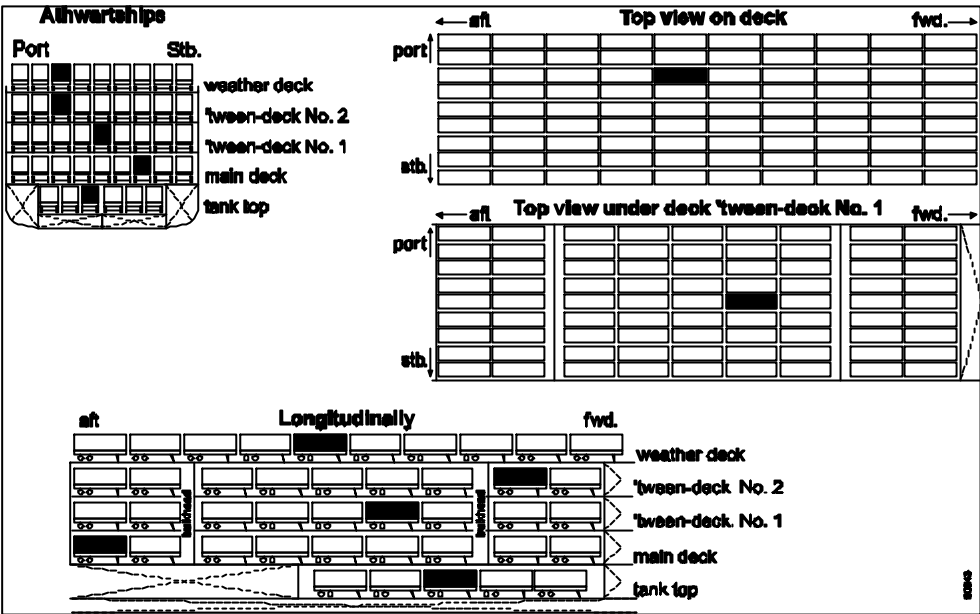 Athwartships
Port Stb.
weather deck
'tween-deck No. 2
'tween-deck No. 1
main deck
tank top
Top view on deck
aft fwd.
port
stb.
Top view under deck 'tween-deck No. 1
aft fwd.
port
stb.
Longitudinally
aft fwd.
weather deck
'tween-deck No. 2
'tween-deck No. 1
main deck
tank top
bulkhead
bulkhead